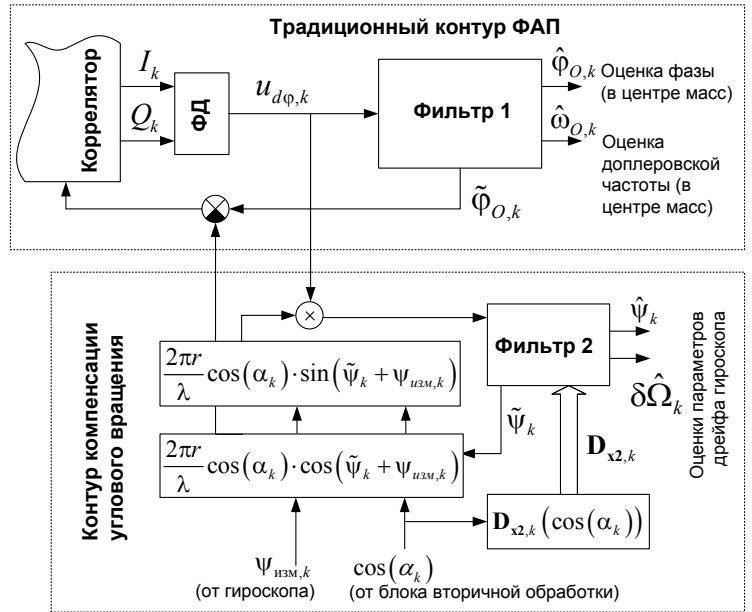 Традиционный контур ФАП
Коррелятор
I_k
Q_k
ФД
u_{dφ,k}
Фильтр 1
φ̂_{O,k}
Оценка фазы
(в центре масс)
ω̂_{O,k}
Оценка
доплеровской
частоты (в
центре масс)
φ̃_{O,k}
Контур компенсации
углового вращения
×
Фильтр 2
ψ̂_k
δΩ̂_k
Оценки параметров
дрейфа гироскопа
2πr/λ cos(α_k)·sin(ψ̃_k + ψ_{изм,k})
ψ̃_k
2πr/λ cos(α_k)·cos(ψ̃_k + ψ_{изм,k})
D_{x2,k}
D_{x2,k}(cos(α_k))
ψ_{изм,k}
(от гироскопа)
cos(α_k)
(от блока вторичной обработки)